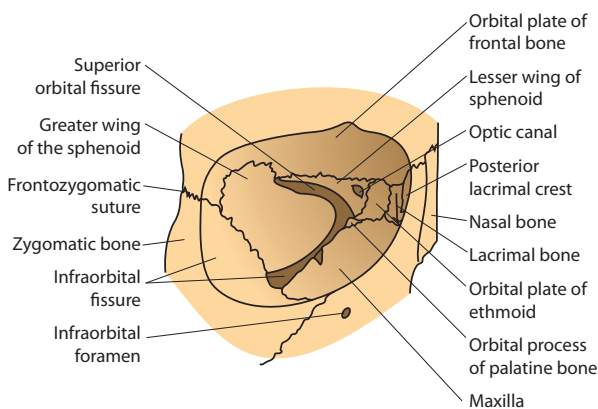 Superior
orbital fissure
Greater wing
of the sphenoid
Frontozygomatic
suture
Zygomatic bone
Infraorbital
fissure
Infraorbital
foramen
Orbital plate of
frontal bone
Lesser wing of
sphenoid
Optic canal
Posterior
lacrimal crest
Nasal bone
Lacrimal bone
Orbital plate of
ethmoid
Orbital process
of palatine bone
Maxilla